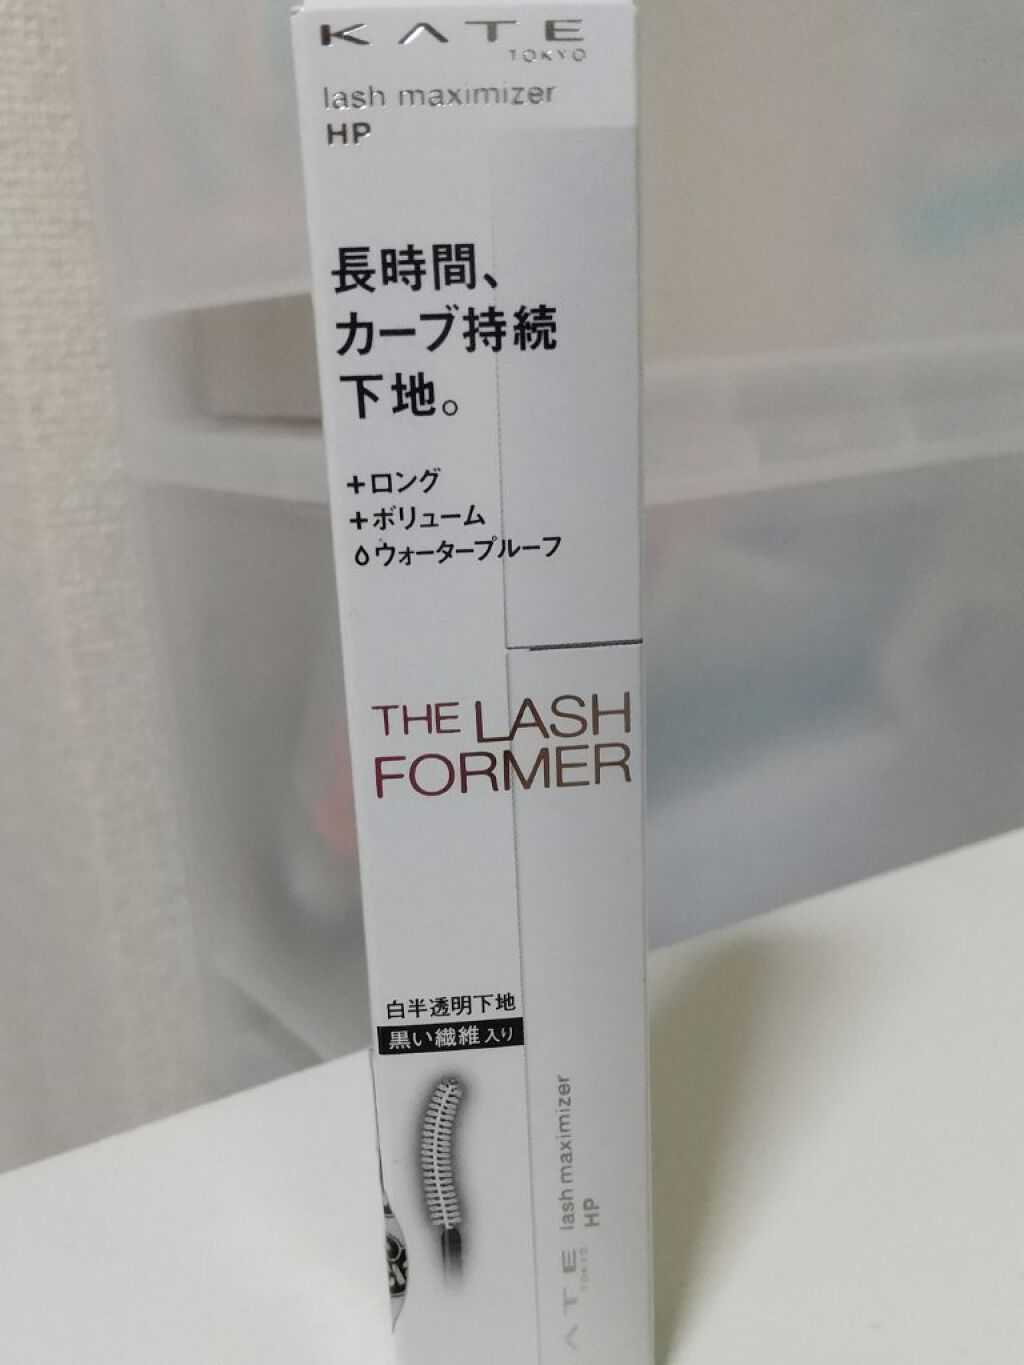 KATE
TOKYO
lash maximizer
HP
長時間、
カーブ持続
下地。
+ロング
+ボリューム
ウォータープルーフ
THE LASH
FORMER
白半透明下地
黒い繊維入り
lash maximizer
HP
ATE
TOKYO